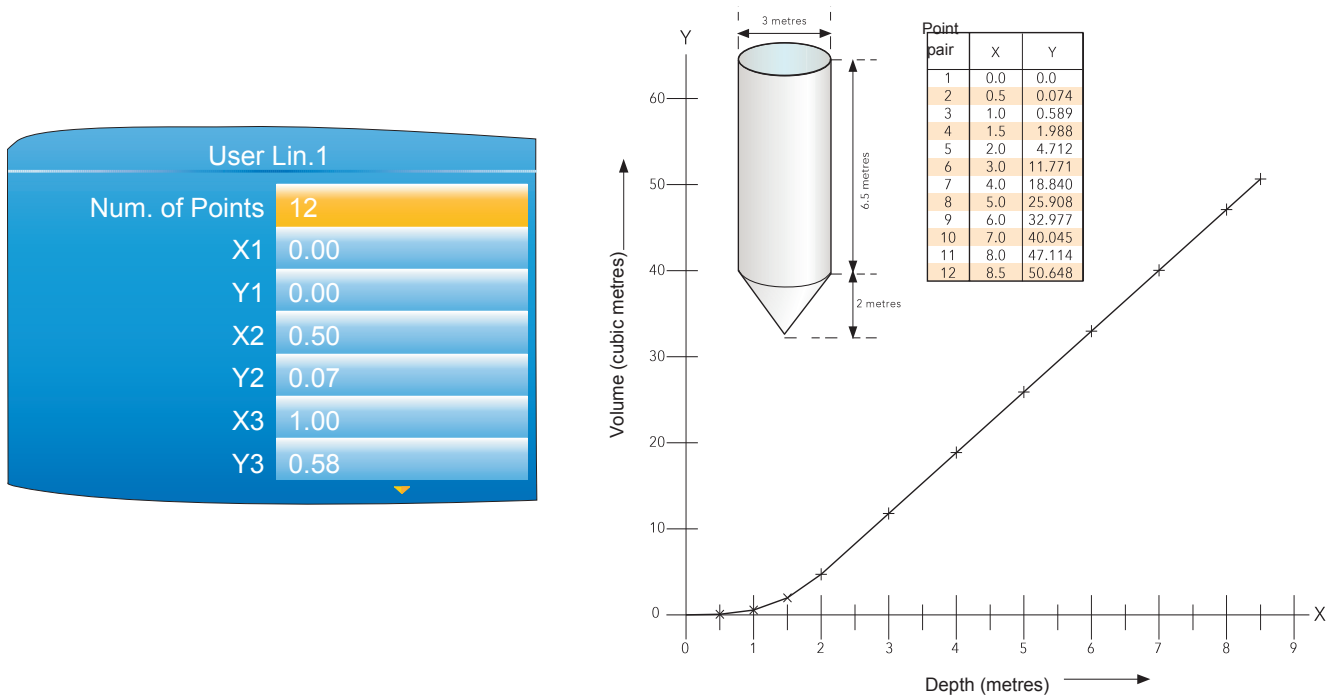 User Lin.1
Num. of Points 12
X1 0.00
Y1 0.00
X2 0.50
Y2 0.07
X3 1.00
Y3 0.58
Y
60
50
40
30
20
10
0
Volume (cubic metres)
3 metres
6.5 metres
2 metres
Point
pair X Y
1 0.0 0.0
2 0.5 0.074
3 1.0 0.589
4 1.5 1.988
5 2.0 4.712
6 3.0 11.771
7 4.0 18.840
8 5.0 25.908
9 6.0 32.977
10 7.0 40.045
11 8.0 47.114
12 8.5 50.648
X
0 1 2 3 4 5 6 7 8 9
Depth (metres)